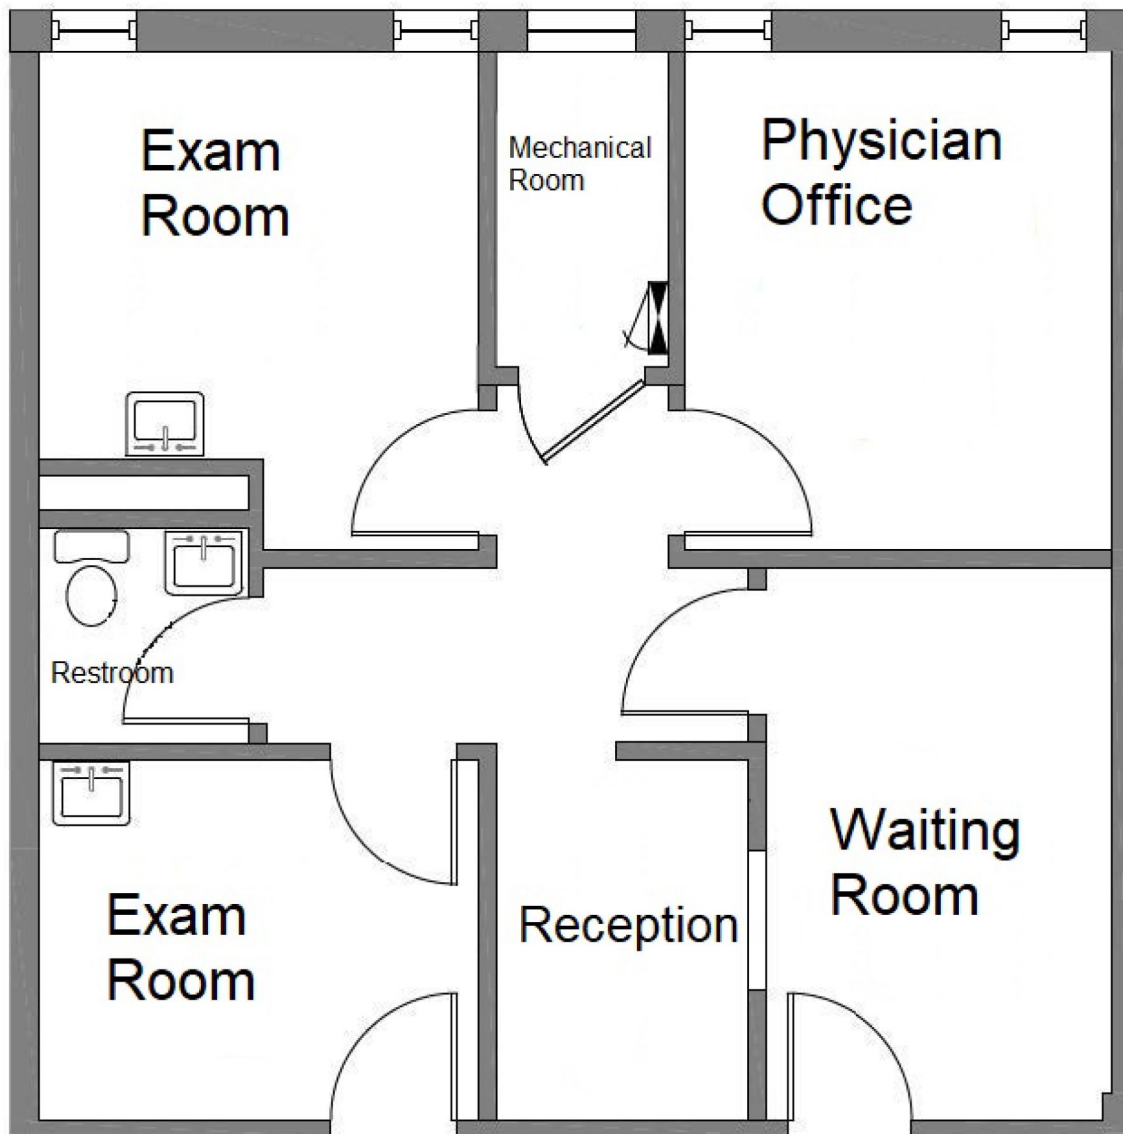 Exam
Room
Mechanical
Room
Physician
Office
Restroom
Exam
Room
Reception
Waiting
Room